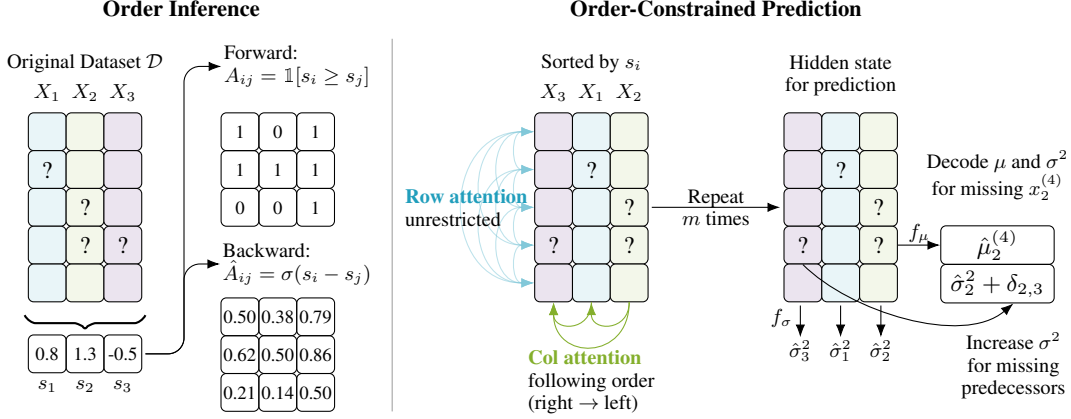 Order Inference
Original Dataset 𝒟
X₁ X₂ X₃
?
?
? ?
0.8 1.3 -0.5
s₁ s₂ s₃
Forward:
Aᵢⱼ = 𝟙[sᵢ ≥ sⱼ]
1 0 1
1 1 1
0 0 1
Backward:
Âᵢⱼ = σ(sᵢ − sⱼ)
0.50 0.38 0.79
0.62 0.50 0.86
0.21 0.14 0.50
Order-Constrained Prediction
Sorted by sᵢ
X₃ X₁ X₂
?
?
? ?
Row attention
unrestricted
Col attention
following order
(right → left)
Repeat
m times
Hidden state
for prediction
?
?
? ?
f_σ
σ̂₃² σ̂₁² σ̂₂²
Decode μ and σ²
for missing x₂⁽⁴⁾
f_μ
μ̂₂⁽⁴⁾
σ̂₂² + δ₂,₃
Increase σ²
for missing
predecessors